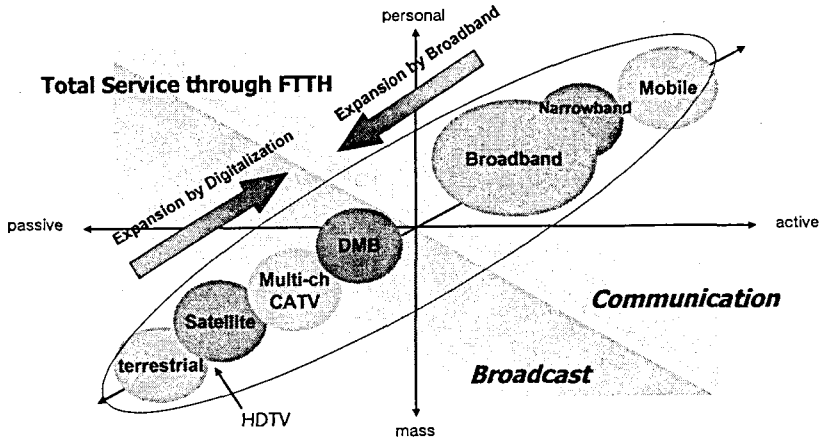 personal
Total Service through FTTH
Expansion by Broadband
Mobile
Narrowband
Broadband
Expansion by Digitalization
passive
active
DMB
Multi-ch
CATV
Communication
Satellite
terrestrial
Broadcast
HDTV
mass